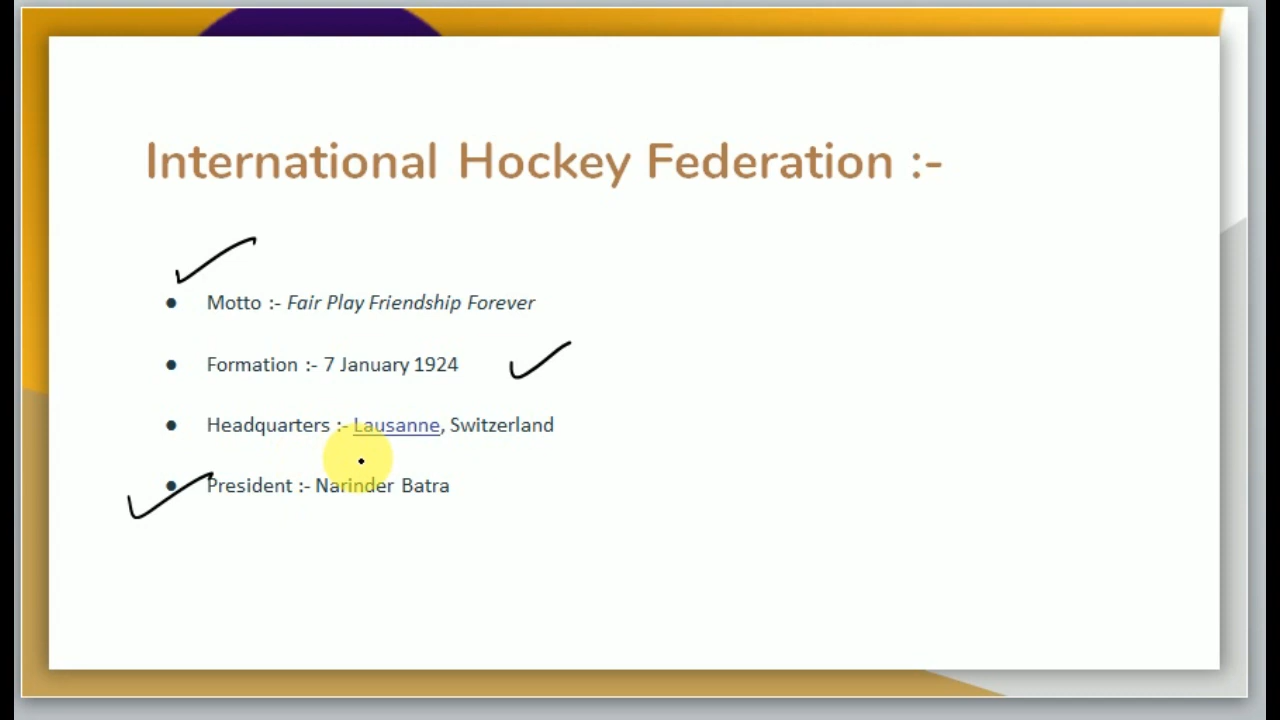 International Hockey Federation :-
● Motto :- Fair Play Friendship Forever
● Formation :- 7 January 1924
● Headquarters :- Lausanne, Switzerland
● President :- Narinder Batra